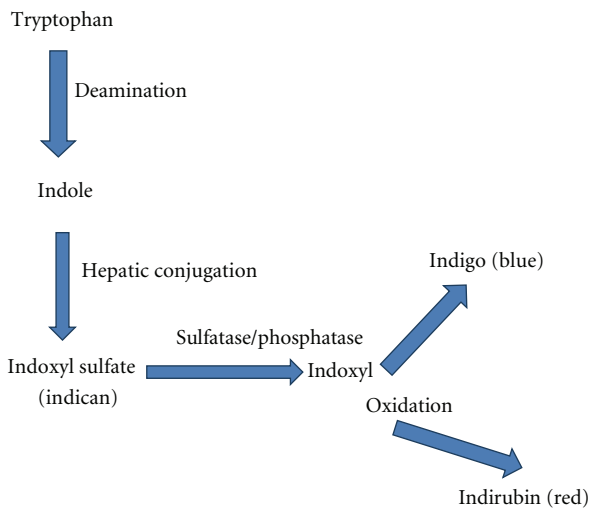 Tryptophan
Deamination
Indole
Hepatic conjugation
Indigo (blue)
Sulfatase/phosphatase
Indoxyl sulfate
(indican)
Indoxyl
Oxidation
Indirubin (red)